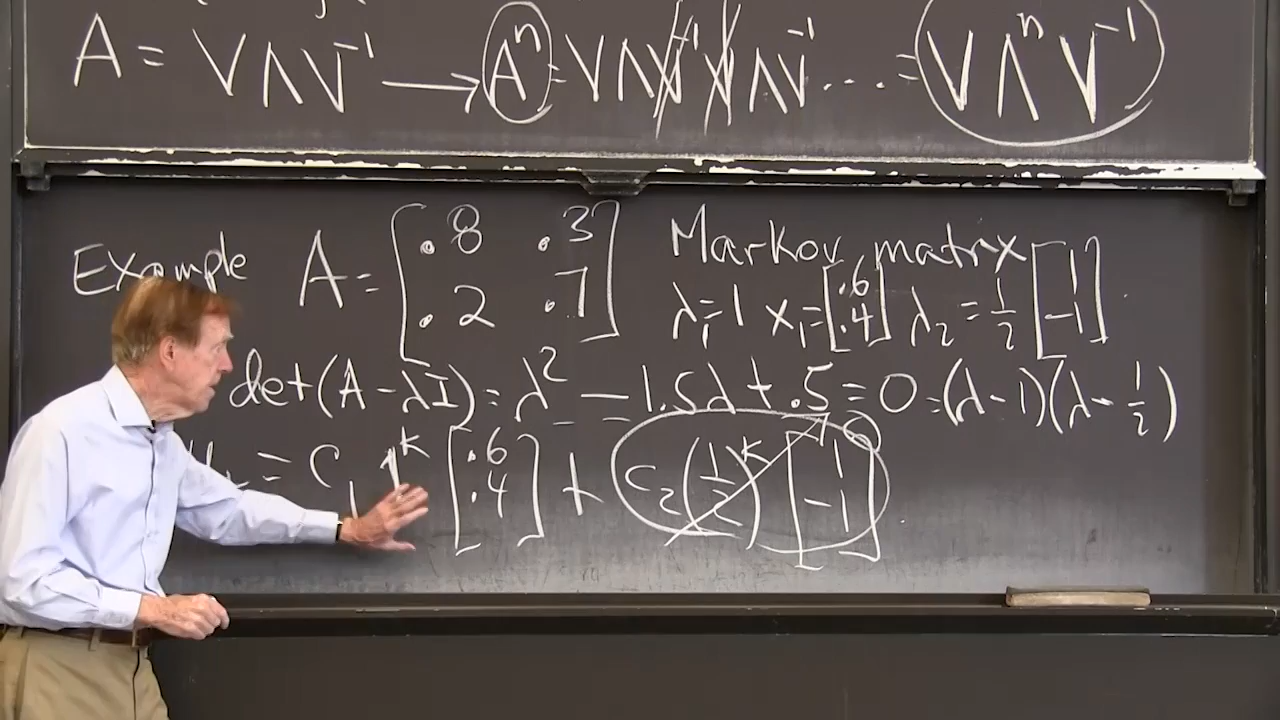 A = VΛV⁻¹ → Aⁿ = VΛV⁻¹VΛV⁻¹ ... = VΛⁿV⁻¹
Example A = [.8 .3 Markov matrix
.2 .7] λ₁=1 x₁=[.6 .4] λ₂=1/2 [1 -1]
det(A - λI) = λ² - 1.5λ + .5 = 0 = (λ - 1)(λ - 1/2)
= C₁ 1ᴷ [.6 .4] + C₂ (1/2)ᴷ [1 -1]